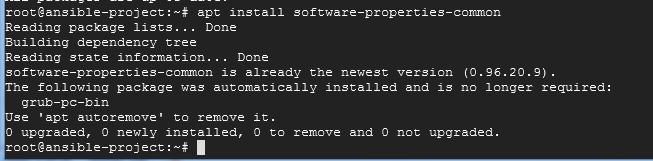 root@ansible-project:~# apt install software-properties-common
Reading package lists... Done
Building dependency tree
Reading state information... Done
software-properties-common is already the newest version (0.96.20.9).
The following package was automatically installed and is no longer required:
  grub-pc-bin
Use 'apt autoremove' to remove it.
0 upgraded, 0 newly installed, 0 to remove and 0 not upgraded.
root@ansible-project:~#